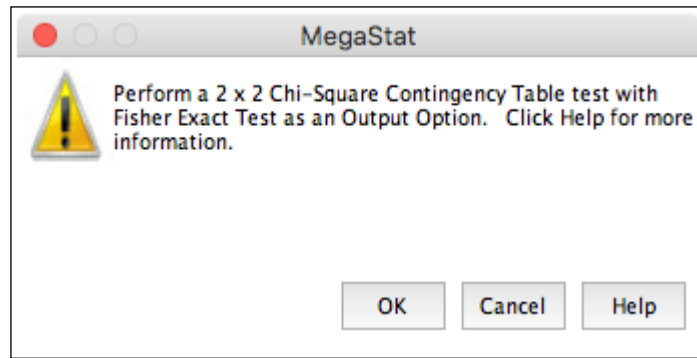 MegaStat
Perform a 2 x 2 Chi-Square Contingency Table test with
Fisher Exact Test as an Output Option.   Click Help for more
information.
OK
Cancel
Help